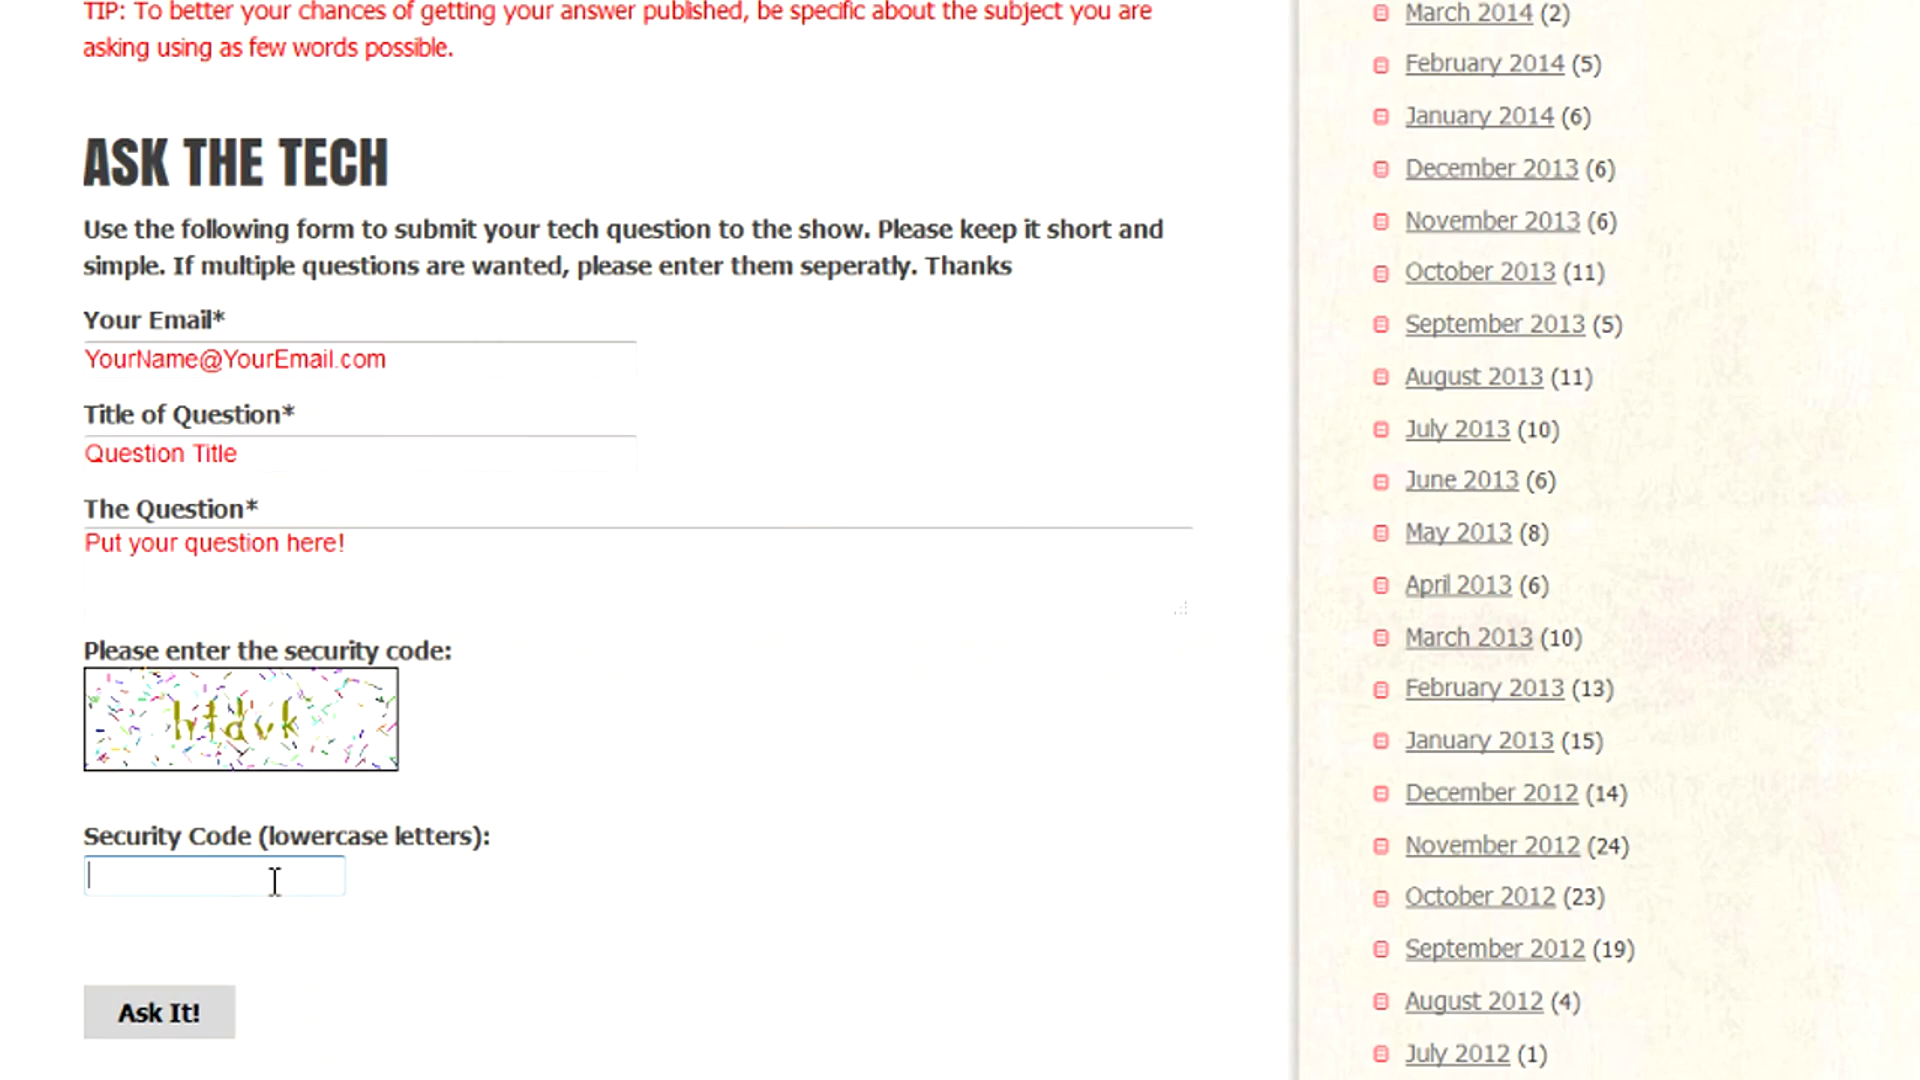 TIP: To better your chances of getting your answer published, be specific about the subject you are
asking using as few words possible.
ASK THE TECH
Use the following form to submit your tech question to the show. Please keep it short and
simple. If multiple questions are wanted, please enter them seperatly. Thanks
Your Email*
YourName@YourEmail.com
Title of Question*
Question Title
The Question*
Put your question here!
Please enter the security code:
Security Code (lowercase letters):
Ask It!
March 2014 (2)
February 2014 (5)
January 2014 (6)
December 2013 (6)
November 2013 (6)
October 2013 (11)
September 2013 (5)
August 2013 (11)
July 2013 (10)
June 2013 (6)
May 2013 (8)
April 2013 (6)
March 2013 (10)
February 2013 (13)
January 2013 (15)
December 2012 (14)
November 2012 (24)
October 2012 (23)
September 2012 (19)
August 2012 (4)
July 2012 (1)